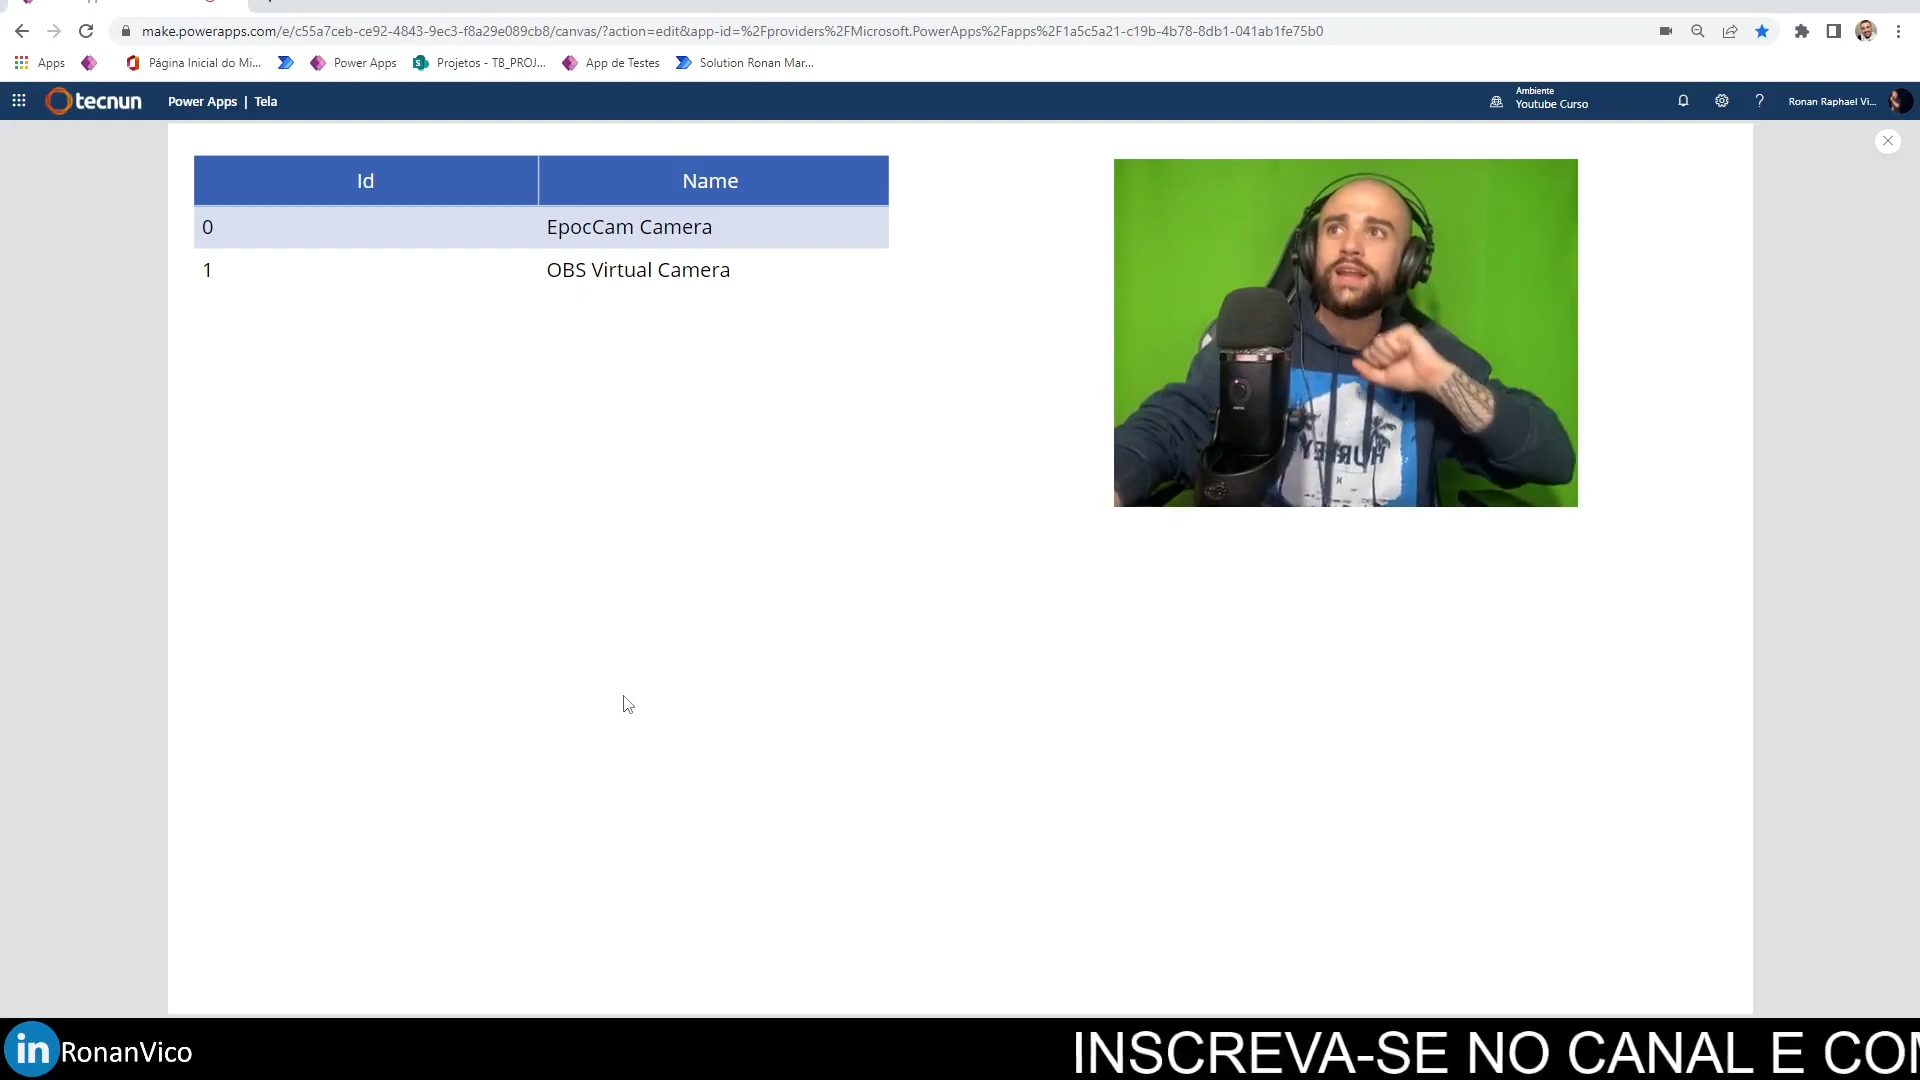 make.powerapps.com/e/c55a7ceb-ce92-4843-9ec3-f8a29e089cb8/canvas/?action=edit&app-id=%2Fproviders%2FMicrosoft.PowerApps%2Fapps%2F1a5c5a21-c19b-4b78-8db1-041ab1fe75b0
Apps Página Inicial do Mi... Power Apps Projetos - TB_PROJ... App de Testes Solution Ronan Mar...
tecnun Power Apps | Tela Ambiente
Youtube Curso ? Ronan Raphael Vi...
Id Name
0 EpocCam Camera
1 OBS Virtual Camera
in RonanVico INSCREVA-SE NO CANAL E CO